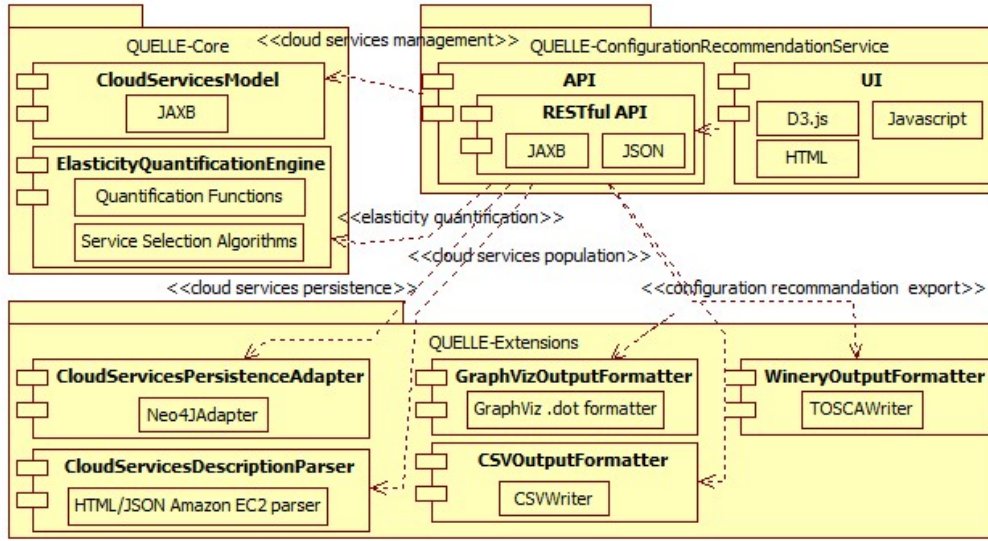 QUELLE-Core
<<cloud services management>>
QUELLE-ConfigurationRecommendationService
CloudServicesModel
JAXB
API
RESTful API
JAXB
JSON
UI
D3.js
Javascript
HTML
ElasticityQuantificationEngine
Quantification Functions
Service Selection Algorithms
<<elasticity quantification>>
<<cloud services population>>
<<cloud services persistence>>
<<configuration recommandation export>>
QUELLE-Extensions
CloudServicesPersistenceAdapter
Neo4JAdapter
GraphVizOutputFormatter
GraphViz .dot formatter
WineryOutputFormatter
TOSCAWriter
CloudServicesDescriptionParser
HTML/JSON Amazon EC2 parser
CSVOutputFormatter
CSVWriter